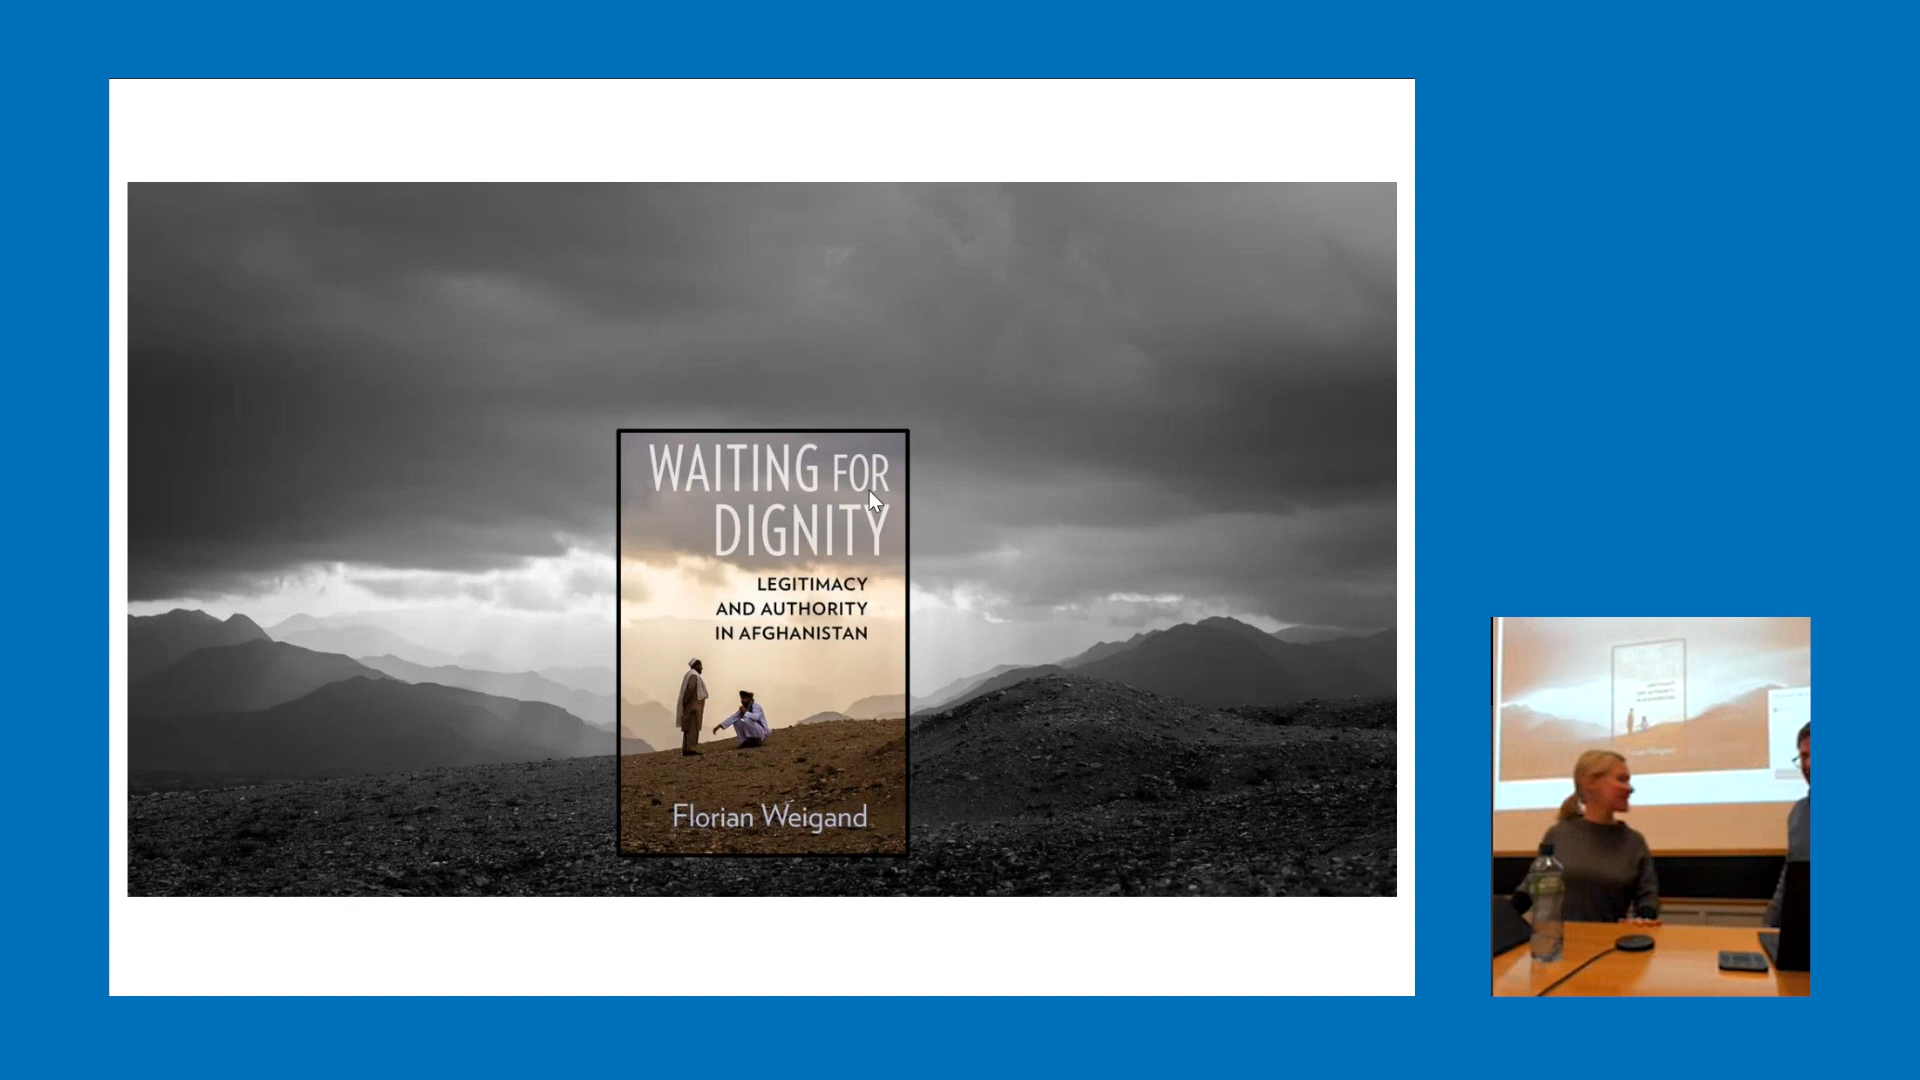 WAITING FOR
DIGNITY
LEGITIMACY
AND AUTHORITY
IN AFGHANISTAN
Florian Weigand